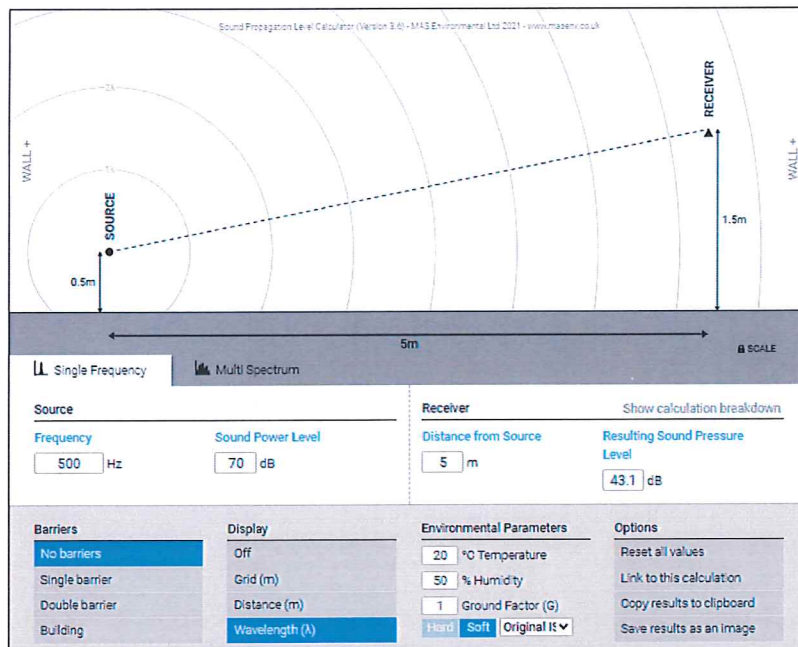 Sound Propagation Level Calculator (Version 3.6) - MAS Environmental Ltd 2021 - www.masenv.co.uk
2λ
1λ
WALL +
SOURCE
RECEIVER
WALL +
0.5m
1.5m
5m
SCALE
Single Frequency
Multi Spectrum
Source
Receiver
Show calculation breakdown
Frequency
Sound Power Level
Distance from Source
Resulting Sound Pressure
Level
500 Hz
70 dB
5 m
43.1 dB
Barriers
No barriers
Single barrier
Double barrier
Building
Display
Off
Grid (m)
Distance (m)
Wavelength (λ)
Environmental Parameters
20 °C Temperature
50 % Humidity
1 Ground Factor (G)
Hard Soft Original IS
Options
Reset all values
Link to this calculation
Copy results to clipboard
Save results as an image